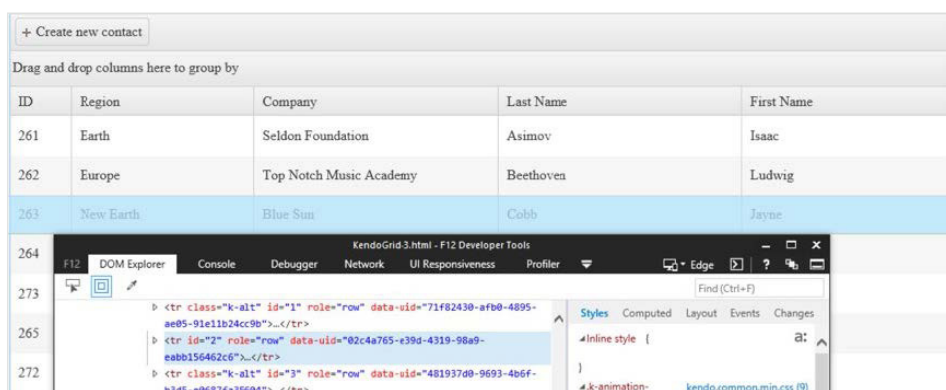 + Create new contact
Drag and drop columns here to group by
ID Region Company Last Name First Name
261 Earth Seldon Foundation Asimov Isaac
262 Europe Top Notch Music Academy Beethoven Ludwig
263 New Earth Blue Sun Cobb Jayne
264
273
265
272
KendoGrid-3.html - F12 Developer Tools
F12 DOM Explorer Console Debugger Network UI Responsiveness Profiler Edge ?
Find (Ctrl+F)
<tr class="k-alt" id="1" role="row" data-uid="71f82430-afb0-4895-
ae05-91e11b24cc9b">…</tr>
<tr id="2" role="row" data-uid="02c4a765-e39d-4319-98a9-
eabb156462c6">…</tr>
<tr class="k-alt" id="3" role="row" data-uid="481937d0-9693-4b6f-
Styles Computed Layout Events Changes
Inline style {
a:
}
.k-animation- kendo.common.min.css (9)